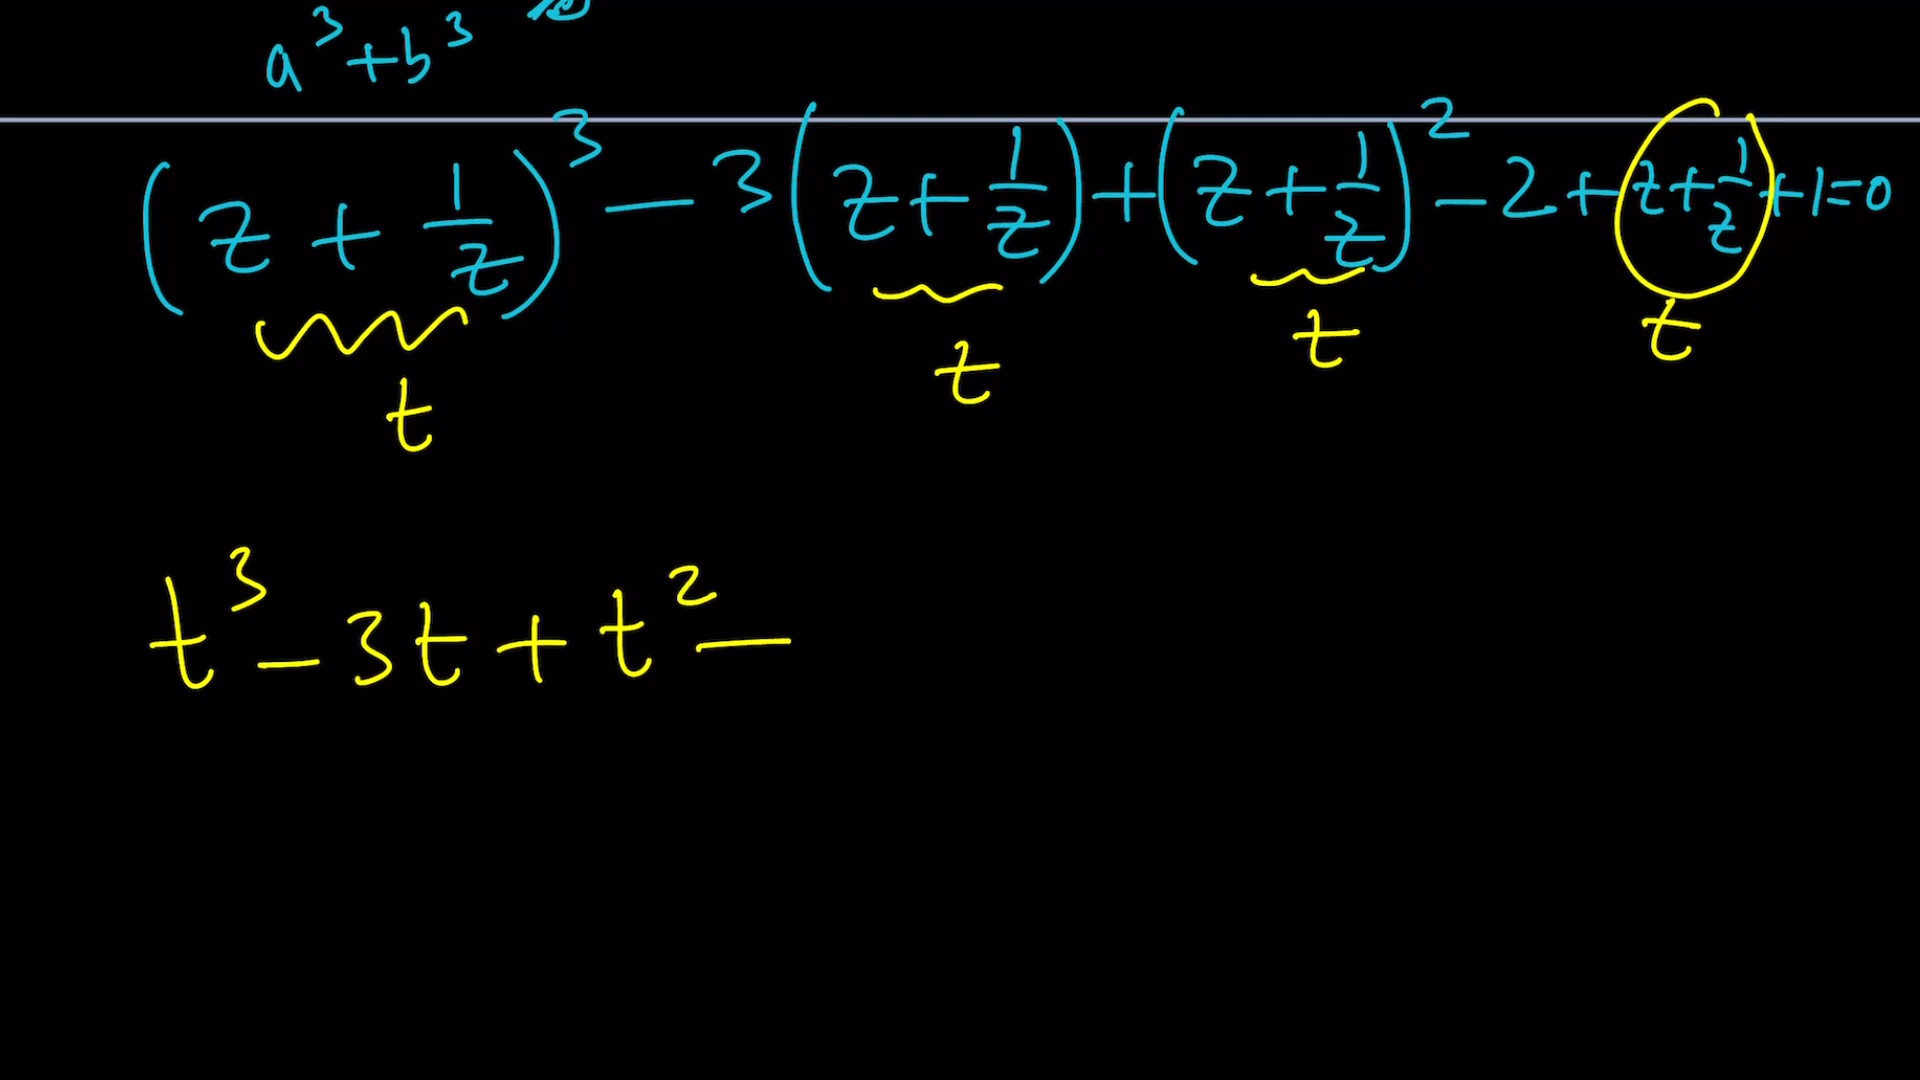 a³+b³
(z + 1/z)³ — 3(z+1/z)+(z+1/z)² -2+z+1/z+1=0
t t t t
t³-3t+t²—